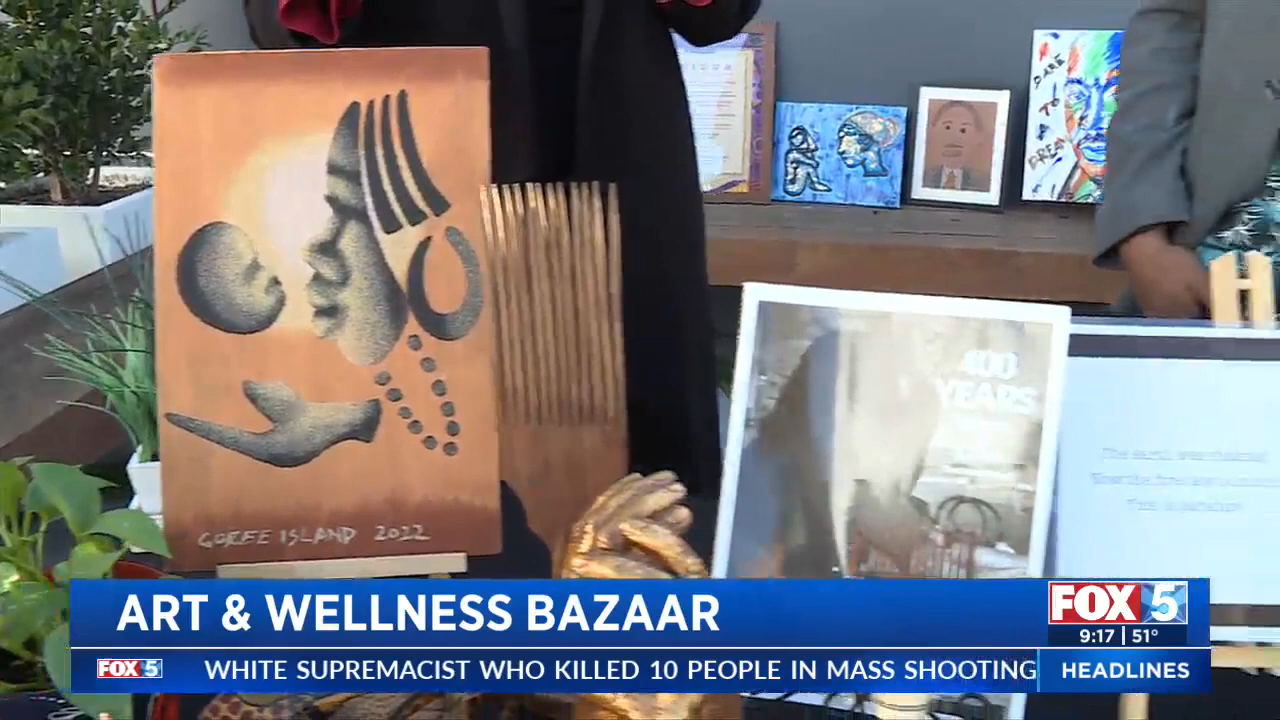 DARE
TO
400
YEARS
GOREE ISLAND 2022
ART & WELLNESS BAZAAR
FOX 5
9:17 | 51°
FOX 5
WHITE SUPREMACIST WHO KILLED 10 PEOPLE IN MASS SHOOTING
HEADLINES